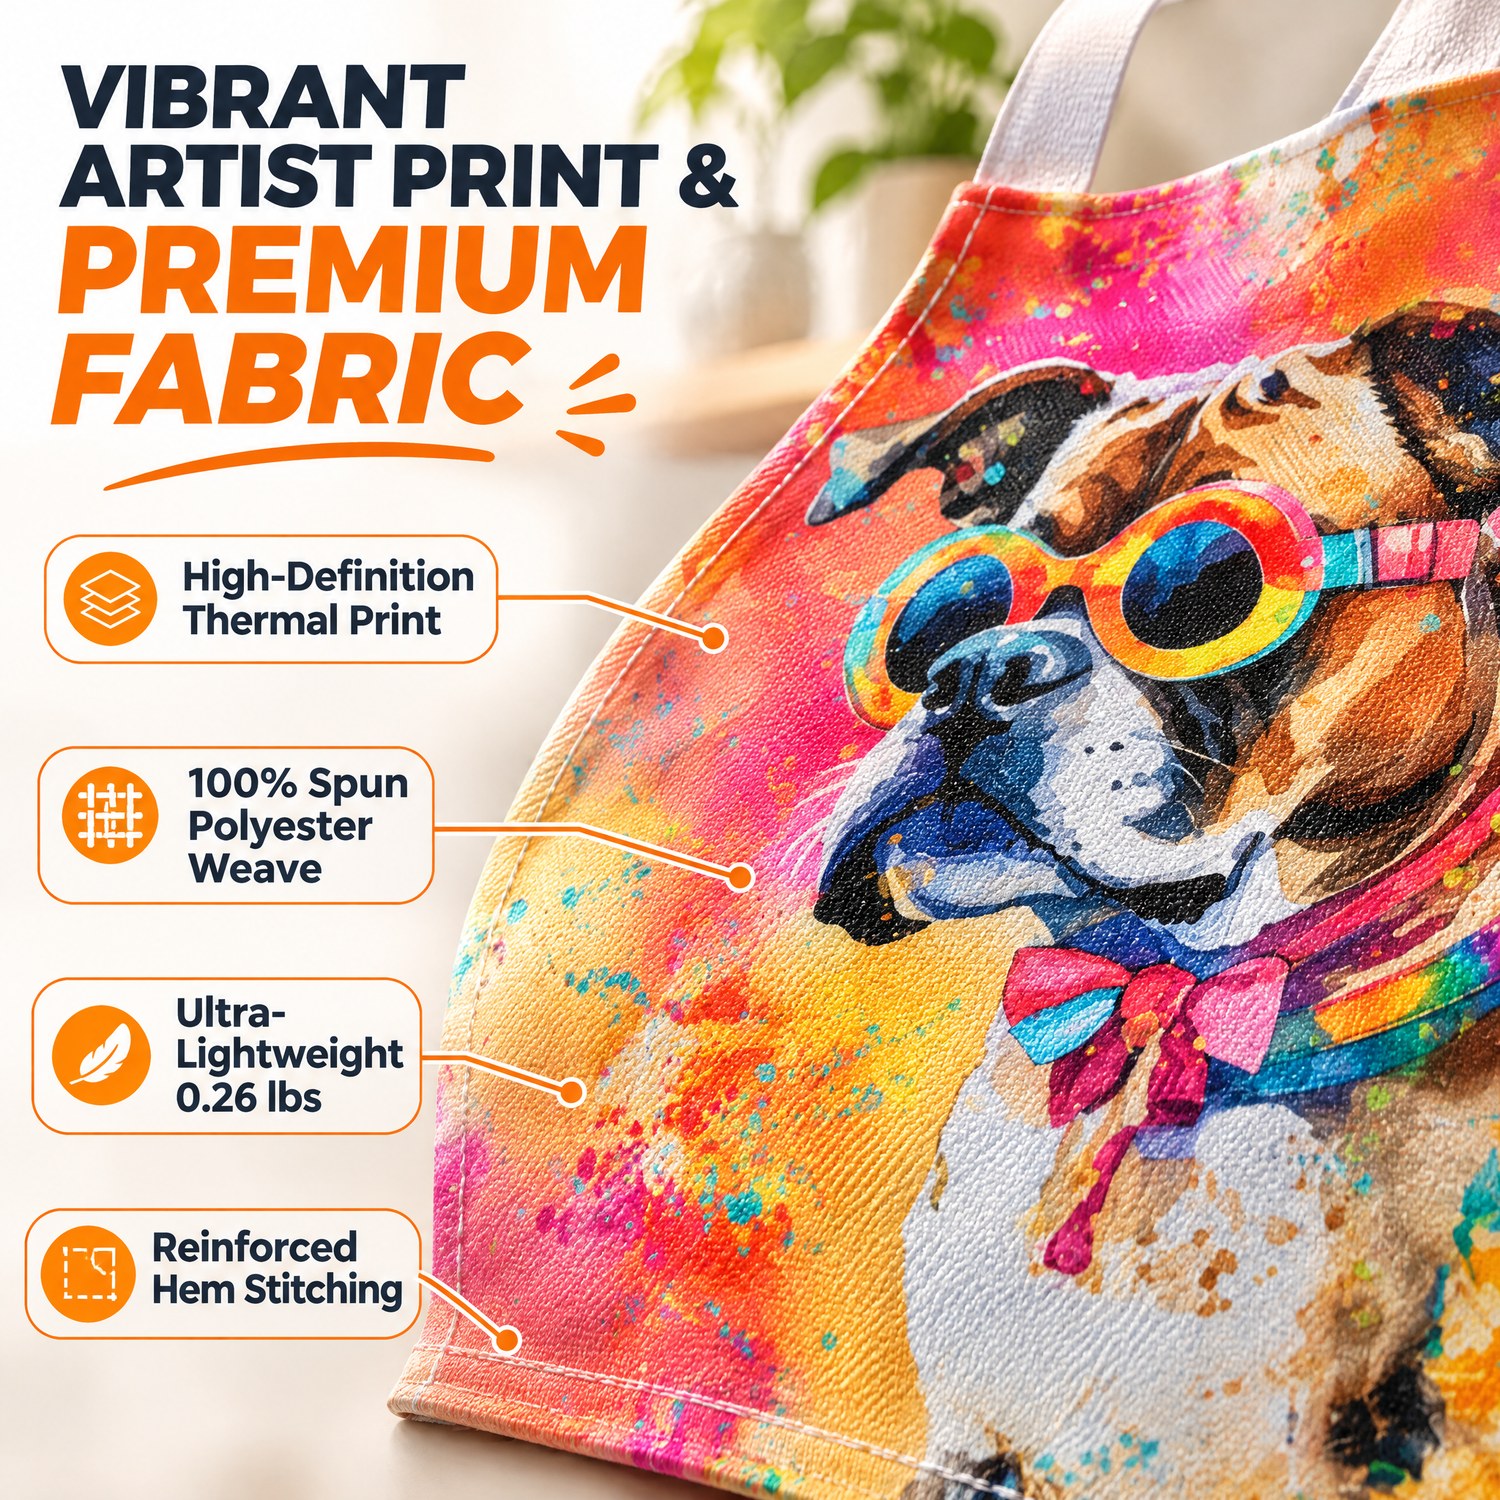 VIBRANT
ARTIST PRINT &
PREMIUM
FABRIC
High-Definition
Thermal Print
100% Spun
Polyester
Weave
Ultra-
Lightweight
0.26 lbs
Reinforced
Hem Stitching